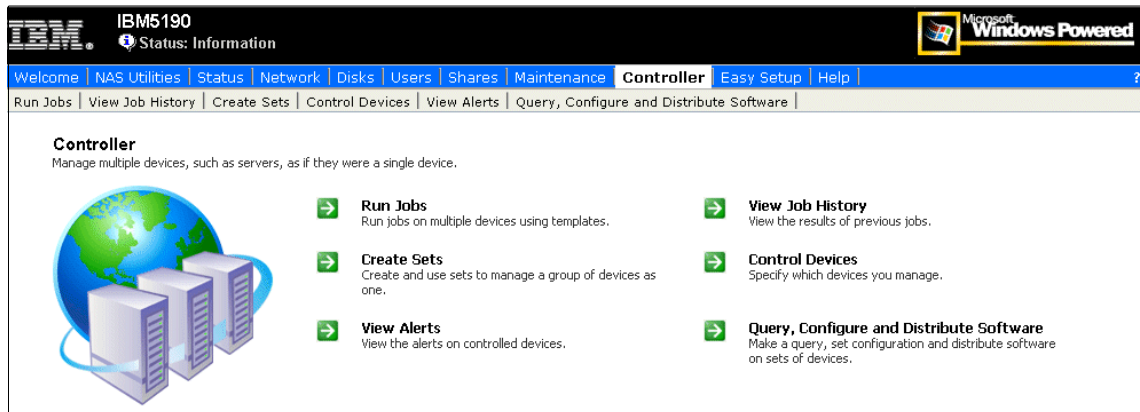 IBM®
IBM5190
Status: Information
Microsoft
Windows Powered
Welcome | NAS Utilities | Status | Network | Disks | Users | Shares | Maintenance | Controller | Easy Setup | Help | ?
Run Jobs | View Job History | Create Sets | Control Devices | View Alerts | Query, Configure and Distribute Software |
Controller
Manage multiple devices, such as servers, as if they were a single device.
Run Jobs
Run jobs on multiple devices using templates.
View Job History
View the results of previous jobs.
Create Sets
Create and use sets to manage a group of devices as
one.
Control Devices
Specify which devices you manage.
View Alerts
View the alerts on controlled devices.
Query, Configure and Distribute Software
Make a query, set configuration and distribute software
on sets of devices.